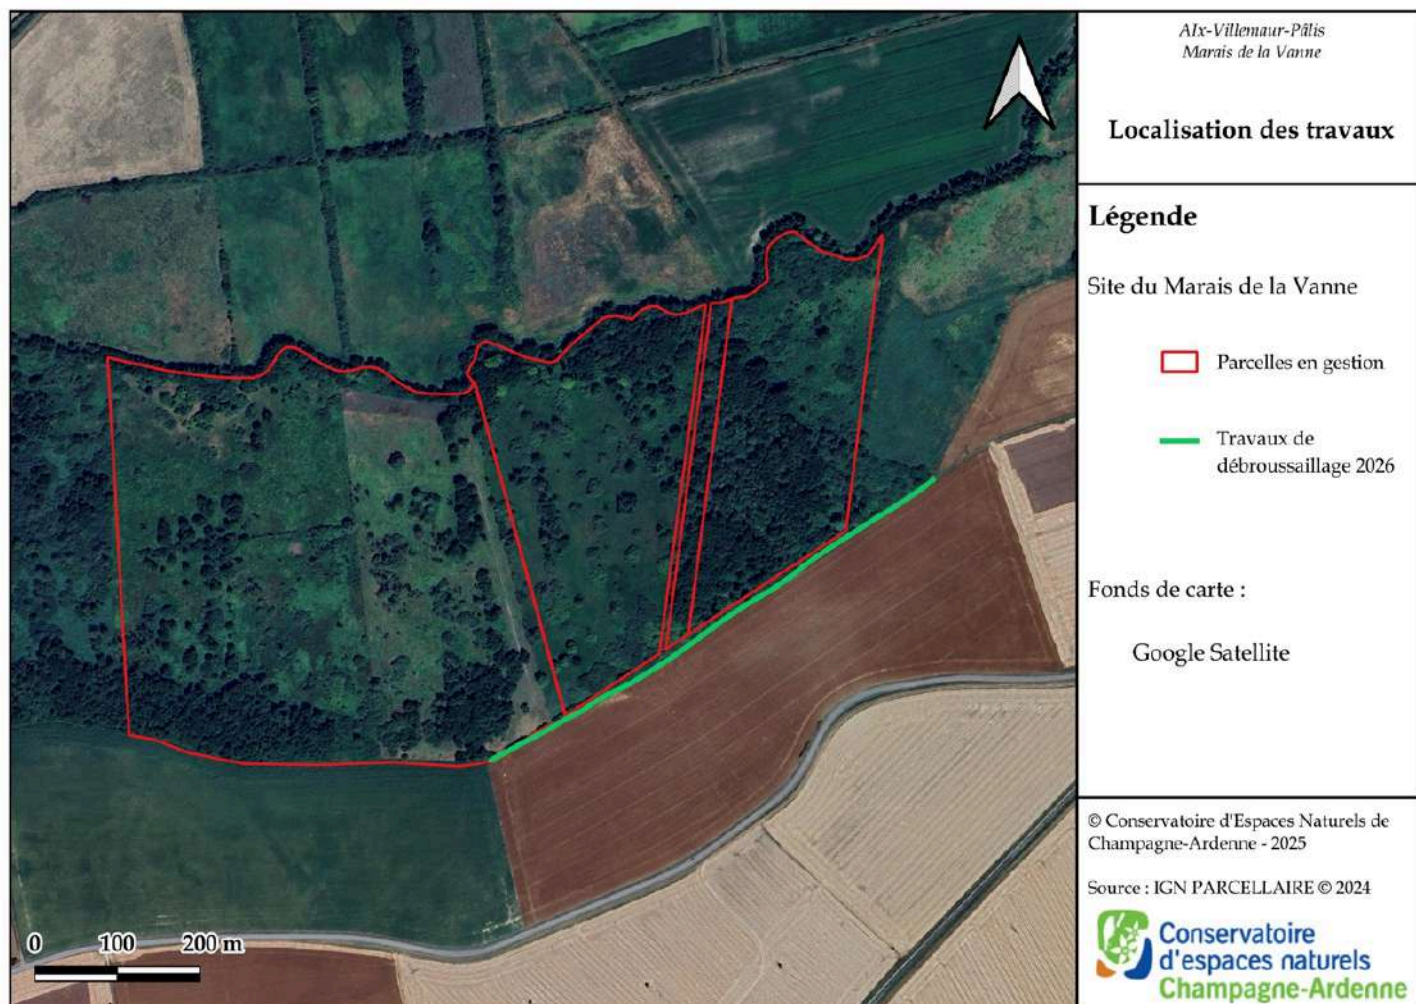 AIx-Villemaur-Pâlis
Marais de la Vanne
Localisation des travaux
Légende
Site du Marais de la Vanne
Parcelles en gestion
Travaux de
débroussaillage 2026
Fonds de carte :
Google Satellite
© Conservatoire d'Espaces Naturels de
Champagne-Ardenne - 2025
Source : IGN PARCELLAIRE © 2024
Conservatoire
d'espaces naturels
Champagne-Ardenne
0 100 200 m